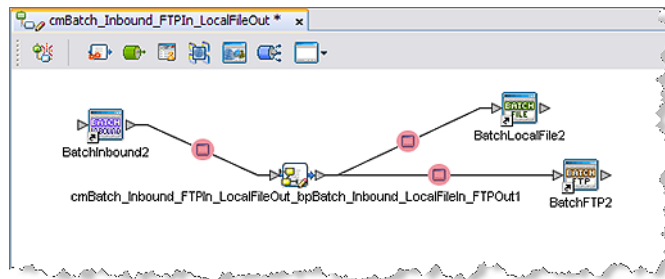 cmBatch_Inbound_FTPIn_LocalFileOut * x
BATCH
INBOUND
BatchInbound2
BATCH
FILE
BatchLocalFile2
cmBatch_Inbound_FTPIn_LocalFileOut_bpBatch_Inbound_LocalFileIn_FTPOut1
BATCH
FTP
BatchFTP2